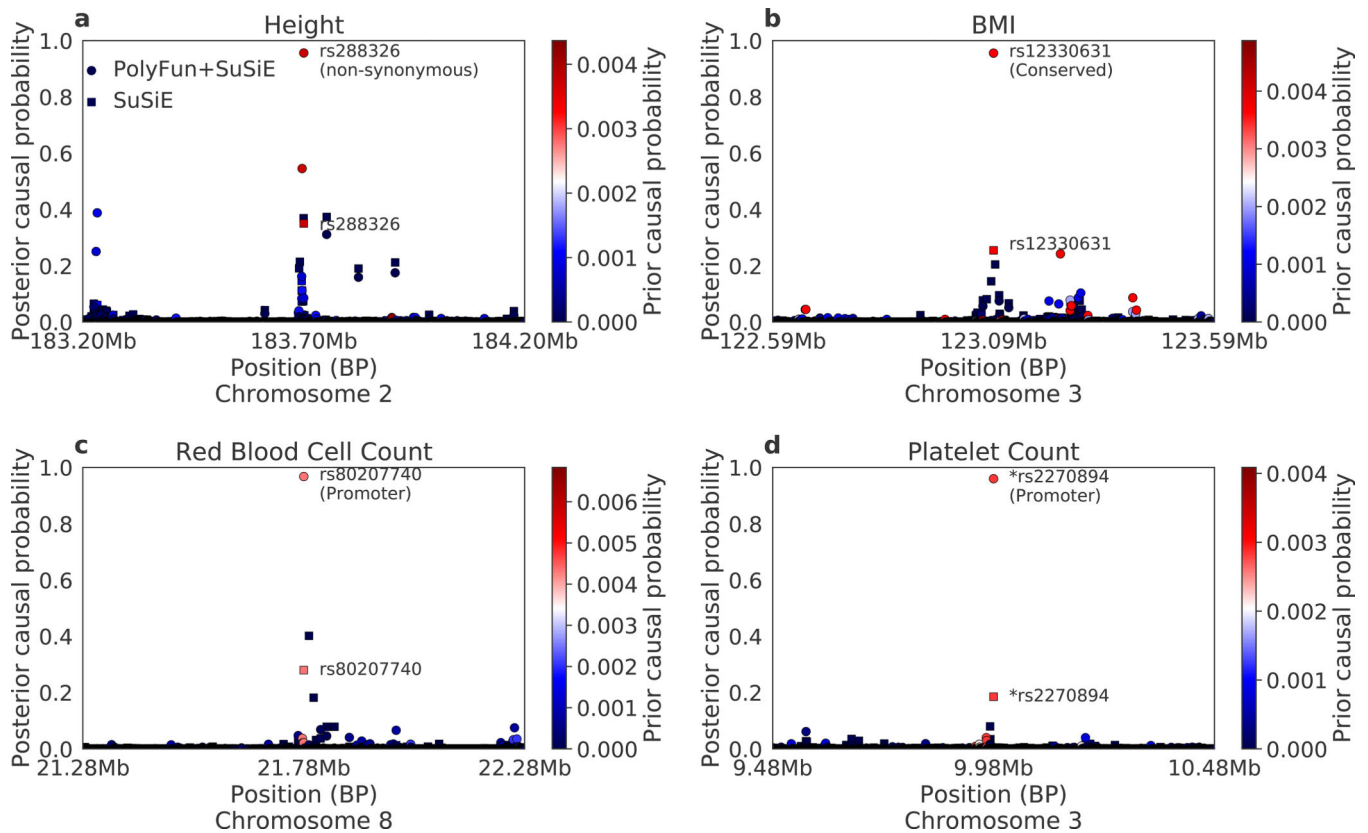 a
Height
Posterior causal probability
1.0
0.8
0.6
0.4
0.2
0.0
PolyFun+SuSiE
SuSiE
rs288326
(non-synonymous)
rs288326
183.20Mb
183.70Mb
184.20Mb
Position (BP)
Chromosome 2
0.004
0.003
0.002
0.001
0.000
Prior causal probability
b
BMI
Posterior causal probability
1.0
0.8
0.6
0.4
0.2
0.0
rs12330631
(Conserved)
rs12330631
122.59Mb
123.09Mb
123.59Mb
Position (BP)
Chromosome 3
0.004
0.003
0.002
0.001
0.000
Prior causal probability
c
Red Blood Cell Count
Posterior causal probability
1.0
0.8
0.6
0.4
0.2
0.0
rs80207740
(Promoter)
rs80207740
21.28Mb
21.78Mb
22.28Mb
Position (BP)
Chromosome 8
0.006
0.005
0.004
0.003
0.002
0.001
0.000
Prior causal probability
d
Platelet Count
Posterior causal probability
1.0
0.8
0.6
0.4
0.2
0.0
*rs2270894
(Promoter)
*rs2270894
9.48Mb
9.98Mb
10.48Mb
Position (BP)
Chromosome 3
0.004
0.003
0.002
0.001
0.000
Prior causal probability